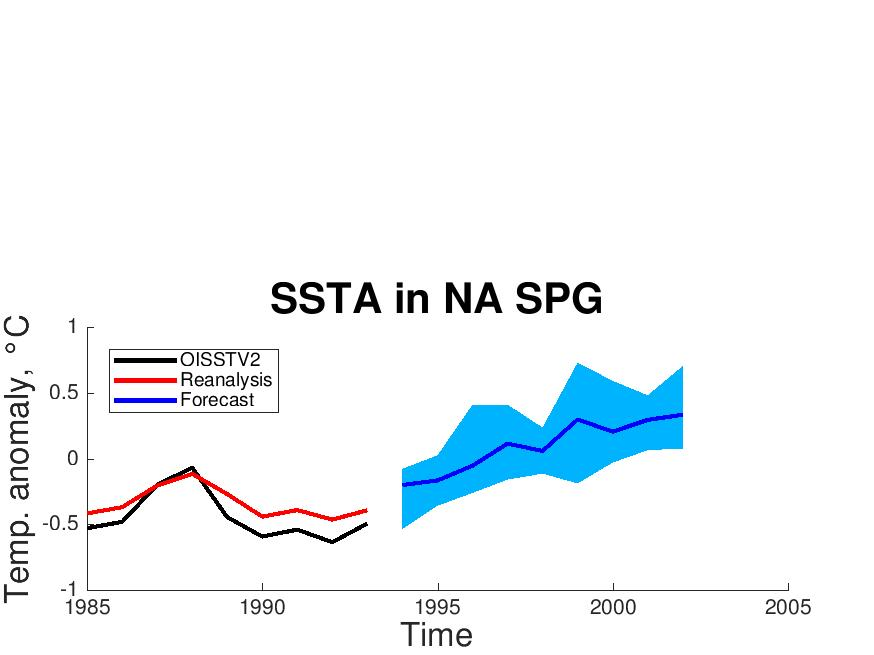 SSTA in NA SPG
Temp. anomaly, °C
1
0.5
0
-0.5
-1
OISSTV2
Reanalysis
Forecast
1985
1990
1995
2000
2005
Time